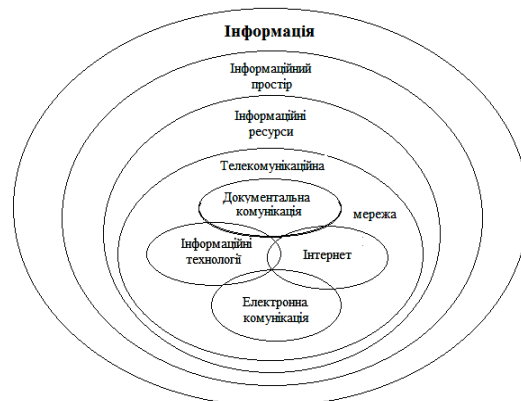 Інформація
Інформаційний
простір
Інформаційні
ресурси
Телекомунікаційна
Документальна
комунікація
мережа
Інформаційні
технології
Інтернет
Електронна
комунікація